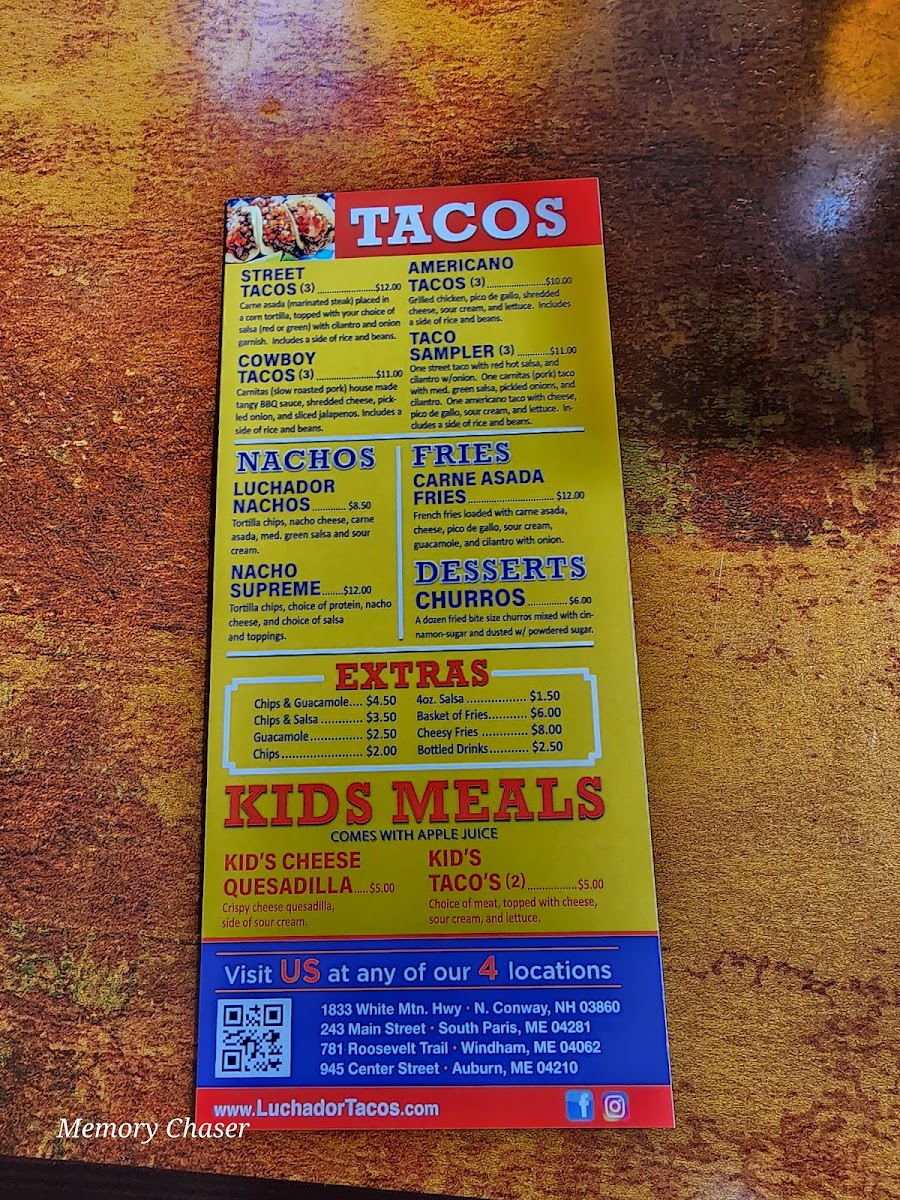 TACOS
STREET
TACOS (3) ........................$12.00
Carne asada (marinated steak) placed in
a corn tortilla, topped with your choice of
salsa (red or green) with cilantro and onion
garnish. Includes a side of rice and beans.
COWBOY
TACOS (3) ........................$11.00
Carnitas (slow roasted pork) house made
tangy BBQ sauce, shredded cheese, pick-
led onion, and sliced jalapenos. Includes a
side of rice and beans.
AMERICANO
TACOS (3) ........................$10.00
Grilled chicken, pico de gallo, shredded
cheese, sour cream, and lettuce. Includes
a side of rice and beans.
TACO
SAMPLER (3) .............$11.00
One street taco with red hot salsa, and
cilantro w/onion. One carnitas (pork) taco
with med. green salsa, pickled onions, and
cilantro. One americano taco with cheese,
pico de gallo, sour cream, and lettuce. In-
cludes a side of rice and beans.
NACHOS
LUCHADOR
NACHOS ............. $8.50
Tortilla chips, nacho cheese, carne
asada, med. green salsa and sour
cream.
NACHO
SUPREME ........$12.00
Tortilla chips, choice of protein, nacho
cheese, and choice of salsa
and toppings.
FRIES
CARNE ASADA
FRIES ............................... $12.00
French fries loaded with carne asada,
cheese, pico de gallo, sour cream,
guacamole, and cilantro with onion.
DESSERTS
CHURROS .............. $6.00
A dozen fried bite size churros mixed with cin-
namon-sugar and dusted w/ powdered sugar.
EXTRAS
Chips & Guacamole.... $4.50
Chips & Salsa ............ $3.50
Guacamole............... $2.50
Chips........................ $2.00
4oz. Salsa ................. $1.50
Basket of Fries........... $6.00
Cheesy Fries ............. $8.00
Bottled Drinks........... $2.50
KIDS MEALS
COMES WITH APPLE JUICE
KID'S CHEESE
QUESADILLA .....$5.00
Crispy cheese quesadilla,
side of sour cream.
KID'S
TACO'S (2) .................$5.00
Choice of meat, topped with cheese,
sour cream, and lettuce.
Visit US at any of our 4 locations
1833 White Mtn. Hwy • N. Conway, NH 03860
243 Main Street • South Paris, ME 04281
781 Roosevelt Trail • Windham, ME 04062
945 Center Street • Auburn, ME 04210
www.LuchadorTacos.com
Memory Chaser